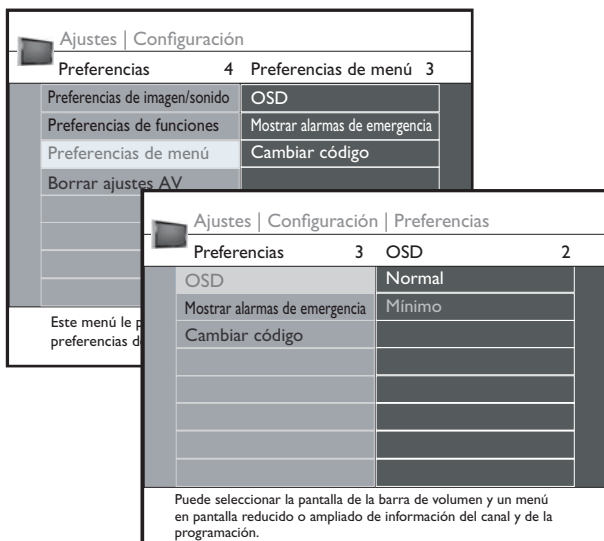 Ajustes | Configuración
Preferencias 4 Preferencias de menú 3
Preferencias de imagen/sonido OSD
Preferencias de funciones Mostrar alarmas de emergencia
Preferencias de menú Cambiar código
Borrar ajustes AV
Este menú le
preferencias
Ajustes | Configuración | Preferencias
Preferencias 3 OSD 2
OSD Normal
Mostrar alarmas de emergencia Mínimo
Cambiar código
Puede seleccionar la pantalla de la barra de volumen y un menú
en pantalla reducido o ampliado de información del canal y de la
programación.